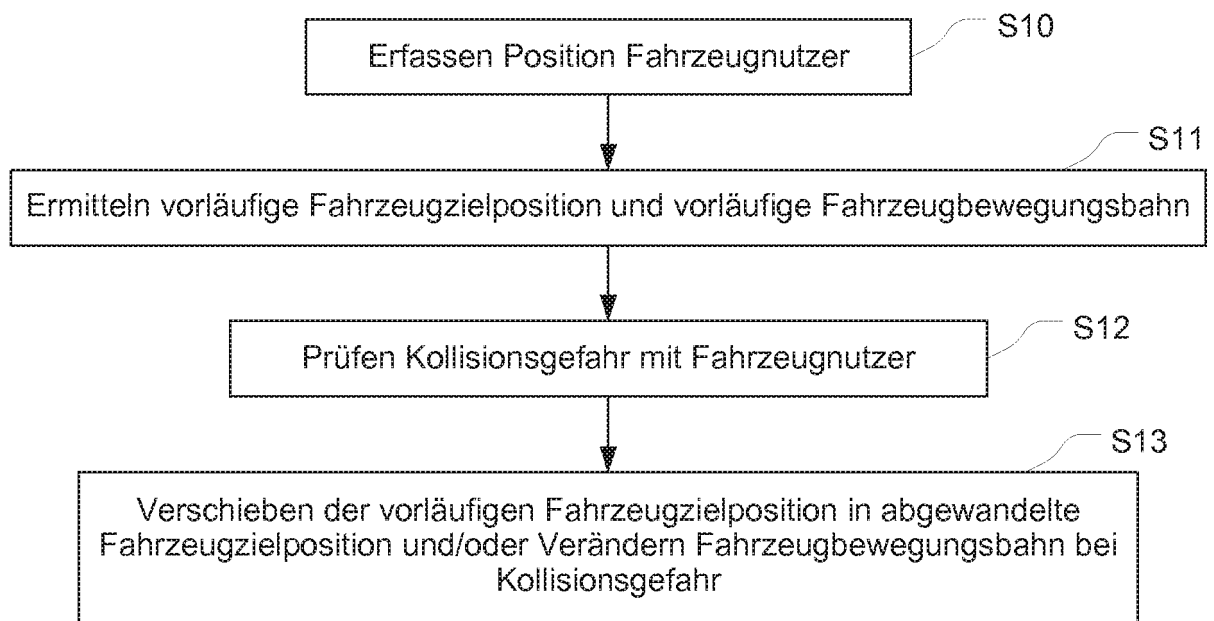 S10
Erfassen Position Fahrzeugnutzer
S11
Ermitteln vorläufige Fahrzeugzielposition und vorläufige Fahrzeugbewegungsbahn
S12
Prüfen Kollisionsgefahr mit Fahrzeugnutzer
S13
Verschieben der vorläufigen Fahrzeugzielposition in abgewandelte
Fahrzeugzielposition und/oder Verändern Fahrzeugbewegungsbahn bei
Kollisionsgefahr